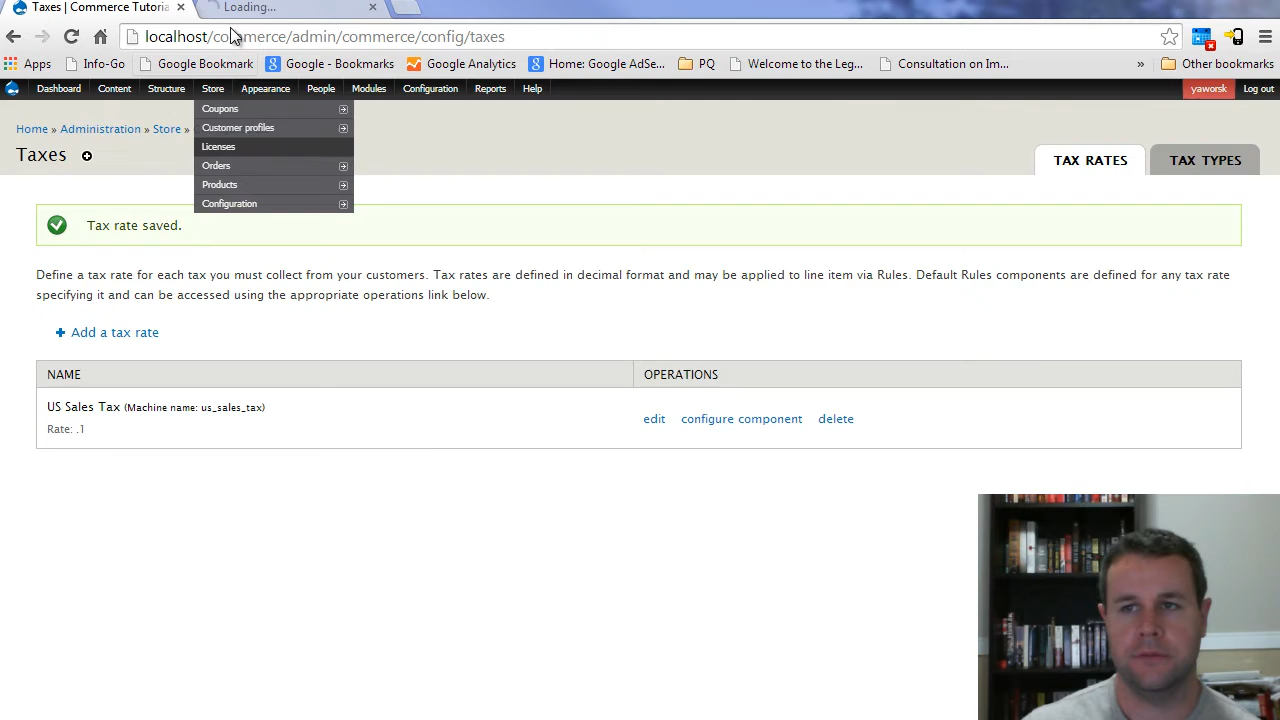 Taxes | Commerce Tutoria
Loading...
localhost/commerce/admin/commerce/config/taxes
Apps
Info-Go
Google Bookmark
Google - Bookmarks
Google Analytics
Home: Google AdSe...
PQ
Welcome to the Leg...
Consultation on Im...
»
Other bookmarks
Dashboard
Content
Structure
Store
Appearance
People
Modules
Configuration
Reports
Help
yaworsk
Log out
Coupons
Customer profiles
Licenses
Orders
Products
Configuration
Home » Administration » Store »
Taxes
TAX RATES
TAX TYPES
Tax rate saved.
Define a tax rate for each tax you must collect from your customers. Tax rates are defined in decimal format and may be applied to line item via Rules. Default Rules components are defined for any tax rate
specifying it and can be accessed using the appropriate operations link below.
Add a tax rate
NAME
OPERATIONS
US Sales Tax (Machine name: us_sales_tax)
edit
configure component
delete
Rate: .1